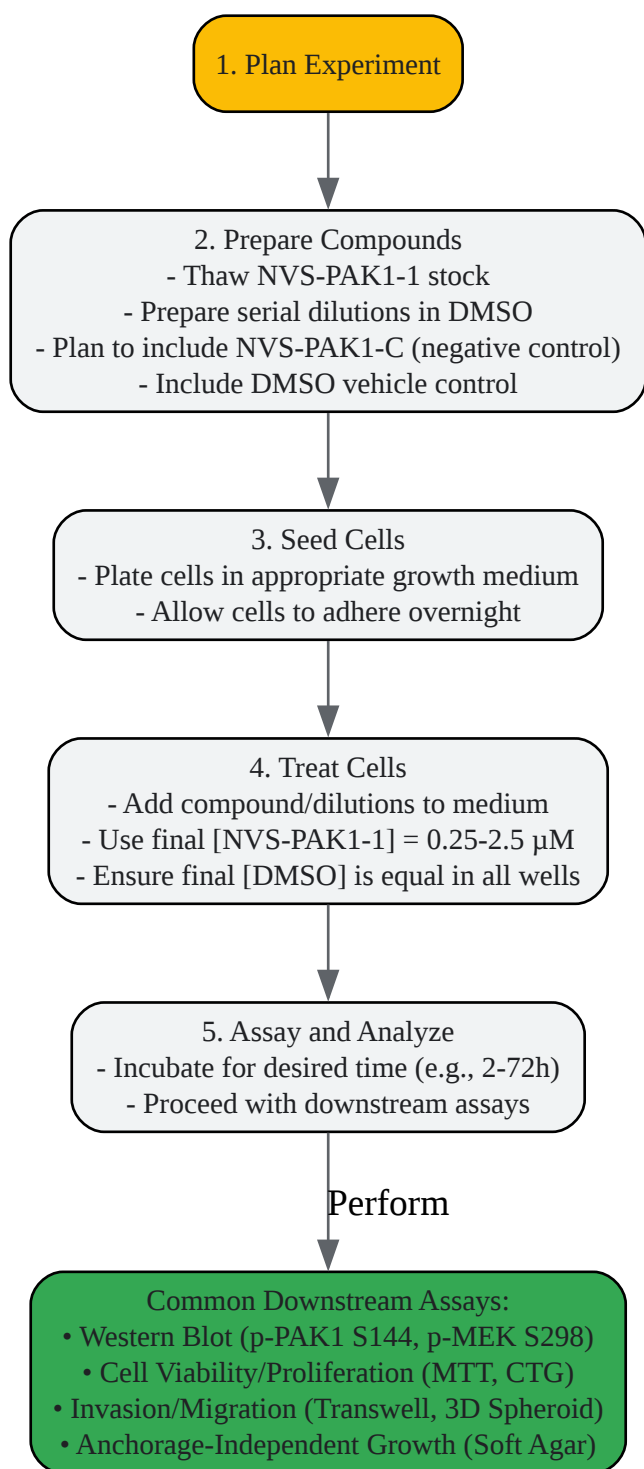 1. Plan Experiment
2. Prepare Compounds
- Thaw NVS-PAK1-1 stock
- Prepare serial dilutions in DMSO
- Plan to include NVS-PAK1-C (negative control)
- Include DMSO vehicle control
3. Seed Cells
- Plate cells in appropriate growth medium
- Allow cells to adhere overnight
4. Treat Cells
- Add compound/dilutions to medium
- Use final [NVS-PAK1-1] = 0.25-2.5 µM
- Ensure final [DMSO] is equal in all wells
5. Assay and Analyze
- Incubate for desired time (e.g., 2-72h)
- Proceed with downstream assays
Perform
Common Downstream Assays:
• Western Blot (p-PAK1 S144, p-MEK S298)
• Cell Viability/Proliferation (MTT, CTG)
• Invasion/Migration (Transwell, 3D Spheroid)
• Anchorage-Independent Growth (Soft Agar)